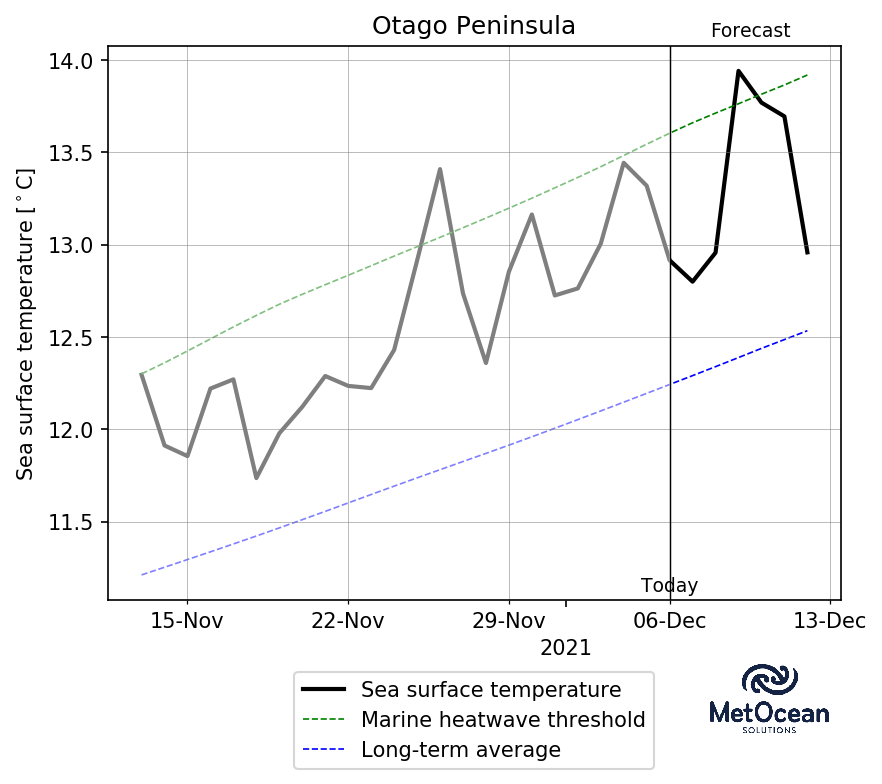 Otago Peninsula
Forecast
14.0
13.5
13.0
12.5
12.0
11.5
Sea surface temperature [°C]
Today
15-Nov 22-Nov 29-Nov 06-Dec 13-Dec
2021
Sea surface temperature
Marine heatwave threshold
Long-term average
MetOcean
SOLUTIONS